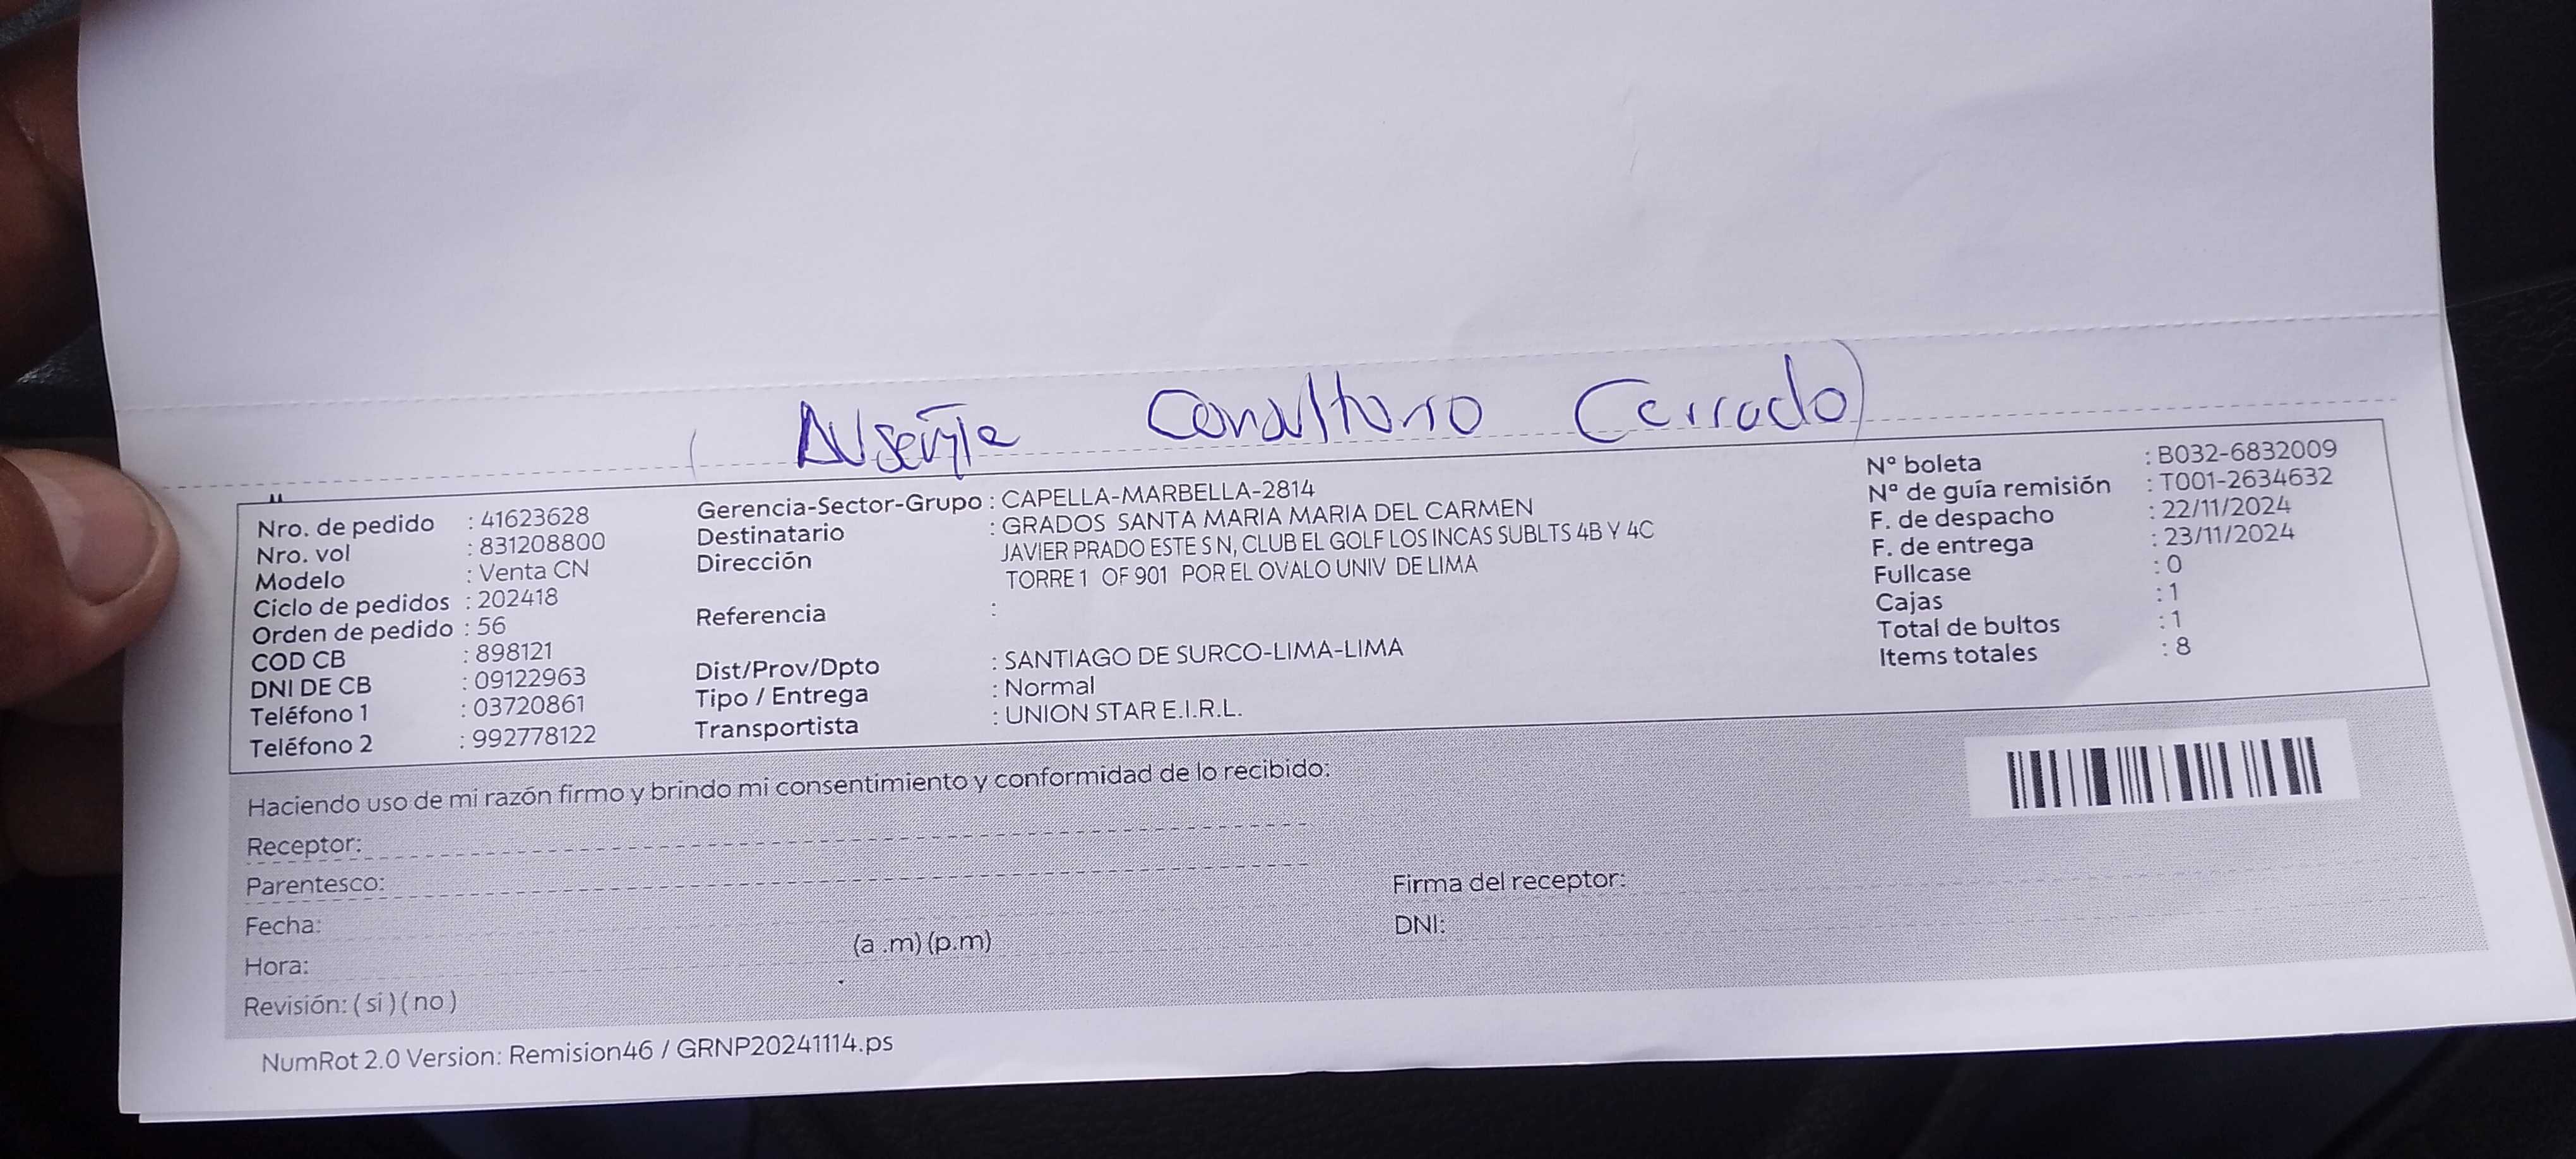 ( Ausente Consultorio Cerrado)
Nro. de pedido : 41623628
Nro. vol : 831208800
Modelo : Venta CN
Ciclo de pedidos : 202418
Orden de pedido : 56
COD CB : 898121
DNI DE CB : 09122963
Teléfono 1 : 03720861
Teléfono 2 : 992778122
Gerencia-Sector-Grupo : CAPELLA-MARBELLA-2814
Destinatario : GRADOS SANTA MARIA MARIA DEL CARMEN
Dirección JAVIER PRADO ESTE S N, CLUB EL GOLF LOS INCAS SUBLTS 4B Y 4C
TORRE 1 OF 901 POR EL OVALO UNIV DE LIMA
Referencia :
Dist/Prov/Dpto : SANTIAGO DE SURCO-LIMA-LIMA
Tipo / Entrega : Normal
Transportista : UNION STAR E.I.R.L.
N° boleta : B032-6832009
Nª de guía remisión : T001-2634632
F. de despacho : 22/11/2024
F. de entrega : 23/11/2024
Fullcase : 0
Cajas : 1
Total de bultos : 1
Items totales : 8
Haciendo uso de mi razón firmo y brindo mi consentimiento y conformidad de lo recibido:
Receptor:
Parentesco:
Fecha:
Hora: (a .m) (p.m)
Revisión: ( si ) ( no )
Firma del receptor:
DNI:
NumRot 2.0 Version: Remision46 / GRNP20241114.ps